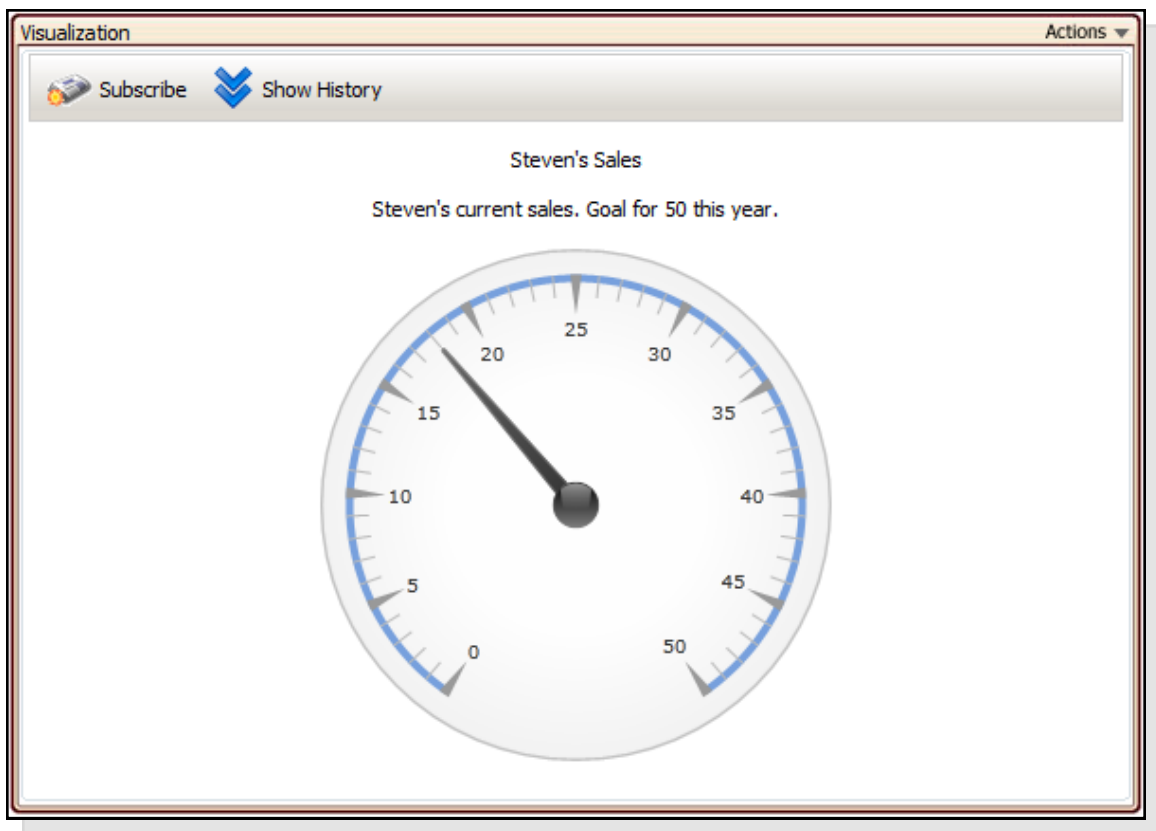 Visualization
Actions
Subscribe
Show History
Steven's Sales
Steven's current sales. Goal for 50 this year.
25
20
30
15
35
10
40
5
45
0
50